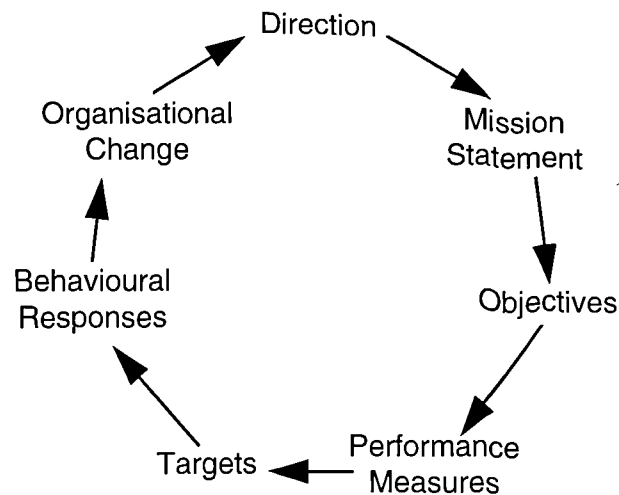 Direction
Mission
Statement
Objectives
Performance
Measures
Targets
Behavioural
Responses
Organisational
Change